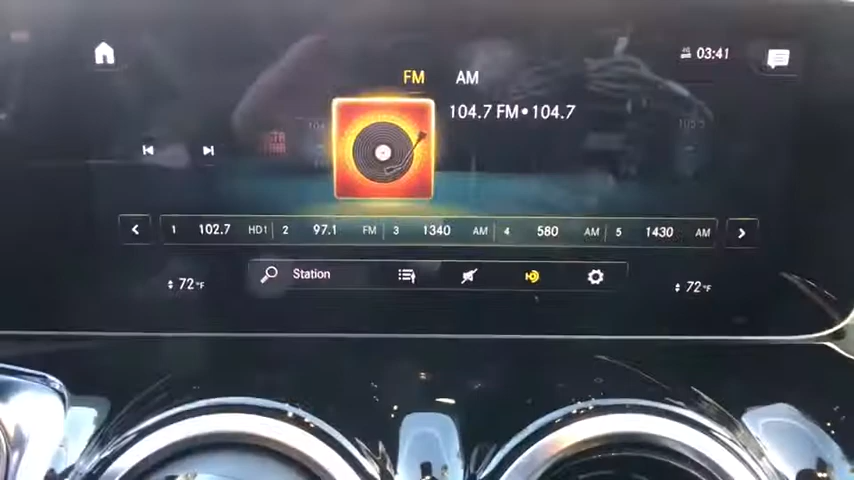 4G 03:41
FM AM
104.7 FM•104.7
1 102.7 HD1 2 97.1 FM 3 1340 AM 4 580 AM 5 1430 AM
Station
72°F 72°F